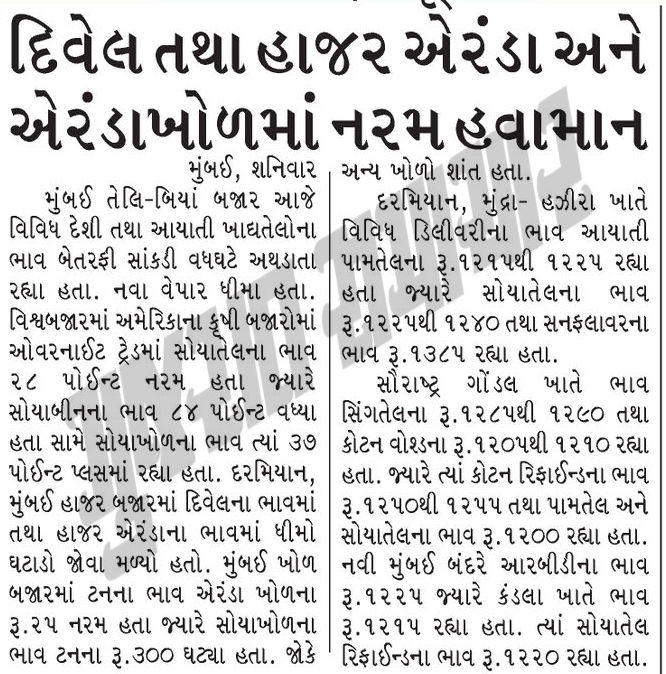 દિવેલ તથા હાજર એરંડા અને
એરંડાખોળમાં નરમ હવામાન
મુંબઈ, શનિવાર
મુંબઈ તેલિ-બિયાં બજાર આજે
વિવિધ દેશી તથા આયાતી ખાદ્યતેલોના
ભાવ બેતરફી સાંકડી વધઘટે અથડાતા
રહ્યા હતા. નવા વેપાર ધીમા હતા.
વિશ્વબજારમાં અમેરિકાના કૃષી બજારોમાં
ઓવરનાઈટ ટ્રેડમાં સોયાતેલના ભાવ
૨૮ પોઈન્ટ નરમ હતા જ્યારે
સોયાબીનના ભાવ ૮૪ પોઈન્ટ વધ્યા
હતા સામે સોયાખોળના ભાવ ત્યાં ૩૭
પોઈન્ટ પ્લસમાં રહ્યા હતા. દરમિયાન,
મુંબઈ હાજર બજારમાં દિવેલના ભાવમાં
તથા હાજર એરંડાના ભાવમાં ધીમો
ઘટાડો જોવા મળ્યો હતો. મુંબઈ ખોળ
બજારમાં ટનના ભાવ એરંડા ખોળના
રૂ.૨૫ નરમ હતા જ્યારે સોયાખોળના
ભાવ ટનના રૂ.૩૦૦ ઘટ્યા હતા. જોકે
અન્ય ખોળો શાંત હતા.
દરમિયાન, મુંદ્રા- હઝીરા ખાતે
વિવિધ ડિલીવરીના ભાવ આયાતી
પામતેલના રૂ.૧૨૧૫થી ૧૨૨૫ રહ્યા
હતા જ્યારે સોયાતેલના ભાવ
રૂ.૧૨૨૫થી ૧૨૪૦ તથા સનફલાવરના
ભાવ રૂ.૧૩૮૫ રહ્યા હતા.
સૌરાષ્ટ્ર ગોંડલ ખાતે ભાવ
સિંગતેલના રૂ.૧૨૮૫થી ૧૨૯૦ તથા
કોટન વોશ્ડના રૂ.૧૨૦૫થી ૧૨૧૦ રહ્યા
હતા. જ્યારે ત્યાં કોટન રિફાઈન્ડના ભાવ
રૂ.૧૨૫૦થી ૧૨૫૫ તથા પામતેલ અને
સોયાતેલના ભાવ રૂ.૧૨૦૦ રહ્યા હતા.
નવી મુંબઈ બંદરે આરબીડીના ભાવ
રૂ.૧૨૨૫ જ્યારે કંડલા ખાતે ભાવ
રૂ.૧૨૧૫ રહ્યા હતા. ત્યાં સોયાતેલ
રિફાઈન્ડના ભાવ રૂ.૧૨૨૦ રહ્યા હતા.